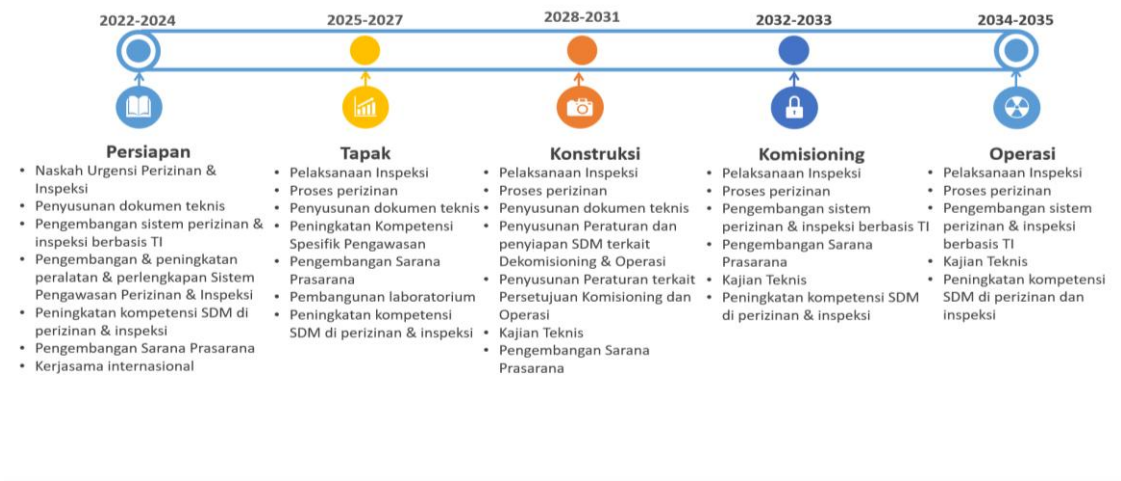 2022-2024
2025-2027
2028-2031
2032-2033
2034-2035
Persiapan
• Naskah Urgensi Perizinan &
Inspeksi
• Penyusunan dokumen teknis
• Pengembangan sistem perizinan &
inspeksi berbasis TI
• Pengembangan & peningkatan
peralatan & perlengkapan Sistem
Pengawasan Perizinan & Inspeksi
• Peningkatan kompetensi SDM di
perizinan & inspeksi
• Pengembangan Sarana Prasarana
• Kerjasama internasional
Tapak
• Pelaksanaan Inspeksi
• Proses perizinan
• Penyusunan dokumen teknis
• Peningkatan Kompetensi
Spesifik Pengawasan
• Pengembangan Sarana
Prasarana
• Pembangunan laboratorium
• Peningkatan kompetensi
SDM di perizinan & inspeksi
Konstruksi
• Pelaksanaan Inspeksi
• Proses perizinan
• Penyusunan dokumen teknis
• Penyusunan Peraturan dan
penyiapan SDM terkait
Dekomisioning & Operasi
• Penyusunan Peraturan terkait
Persetujuan Komisioning dan
Operasi
• Kajian Teknis
• Pengembangan Sarana
Prasarana
Komisioning
• Pelaksanaan Inspeksi
• Proses perizinan
• Pengembangan sistem
perizinan & inspeksi berbasis TI
• Pengembangan Sarana
Prasarana
• Kajian Teknis
• Peningkatan kompetensi SDM
di perizinan & inspeksi
Operasi
• Pelaksanaan Inspeksi
• Proses perizinan
• Pengembangan sistem
perizinan & inspeksi
berbasis TI
• Kajian Teknis
• Peningkatan kompetensi
SDM di perizinan dan
inspeksi